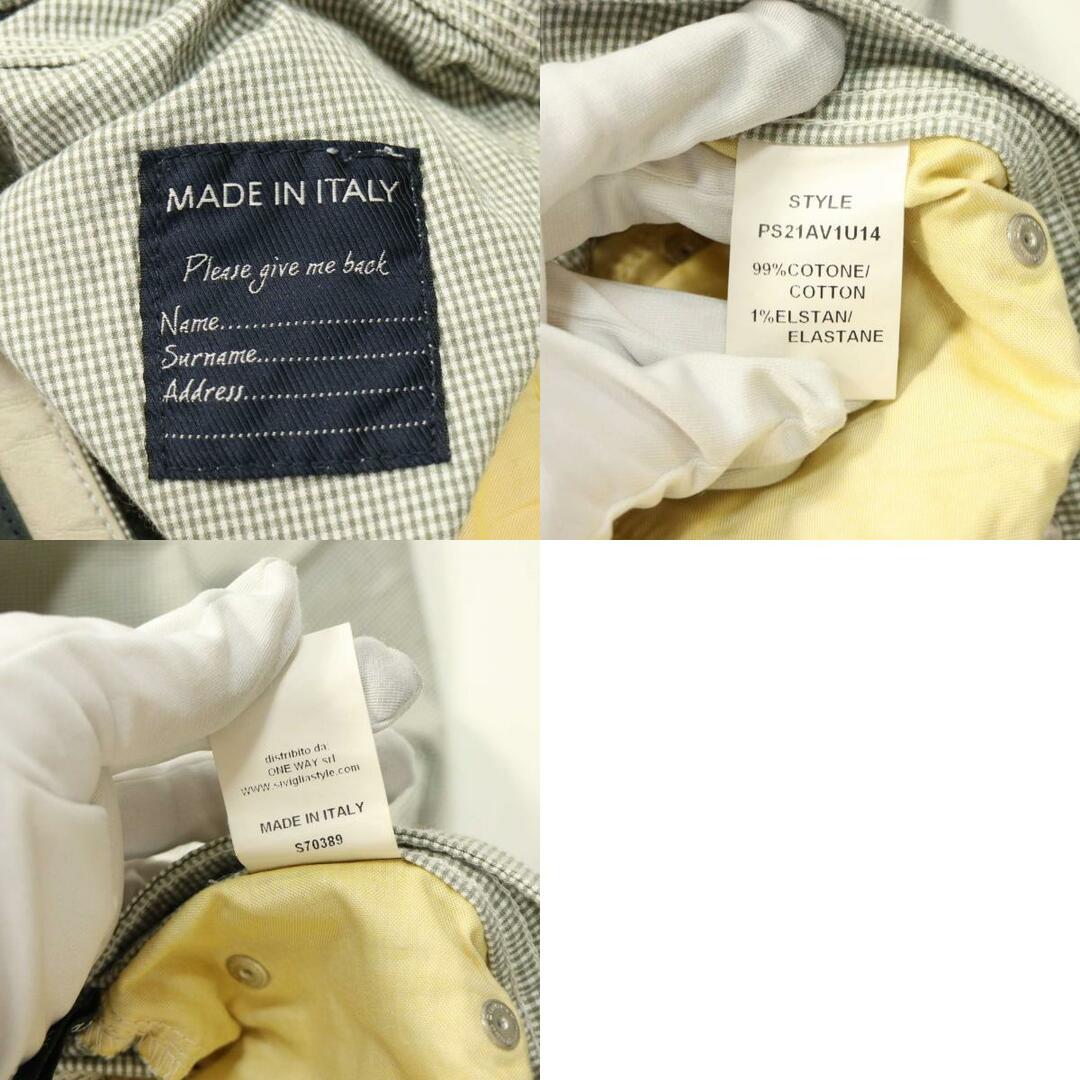 MADE IN ITALY
Please give me back
Name....................
Surname................
Address..................
..........................
STYLE
PS21AV1U14
99%COTONE/
COTTON
1%ELSTAN/
ELASTANE
distribito da:
ONE WAY srl
www.sivigliastyle.com
MADE IN ITALY
S70389